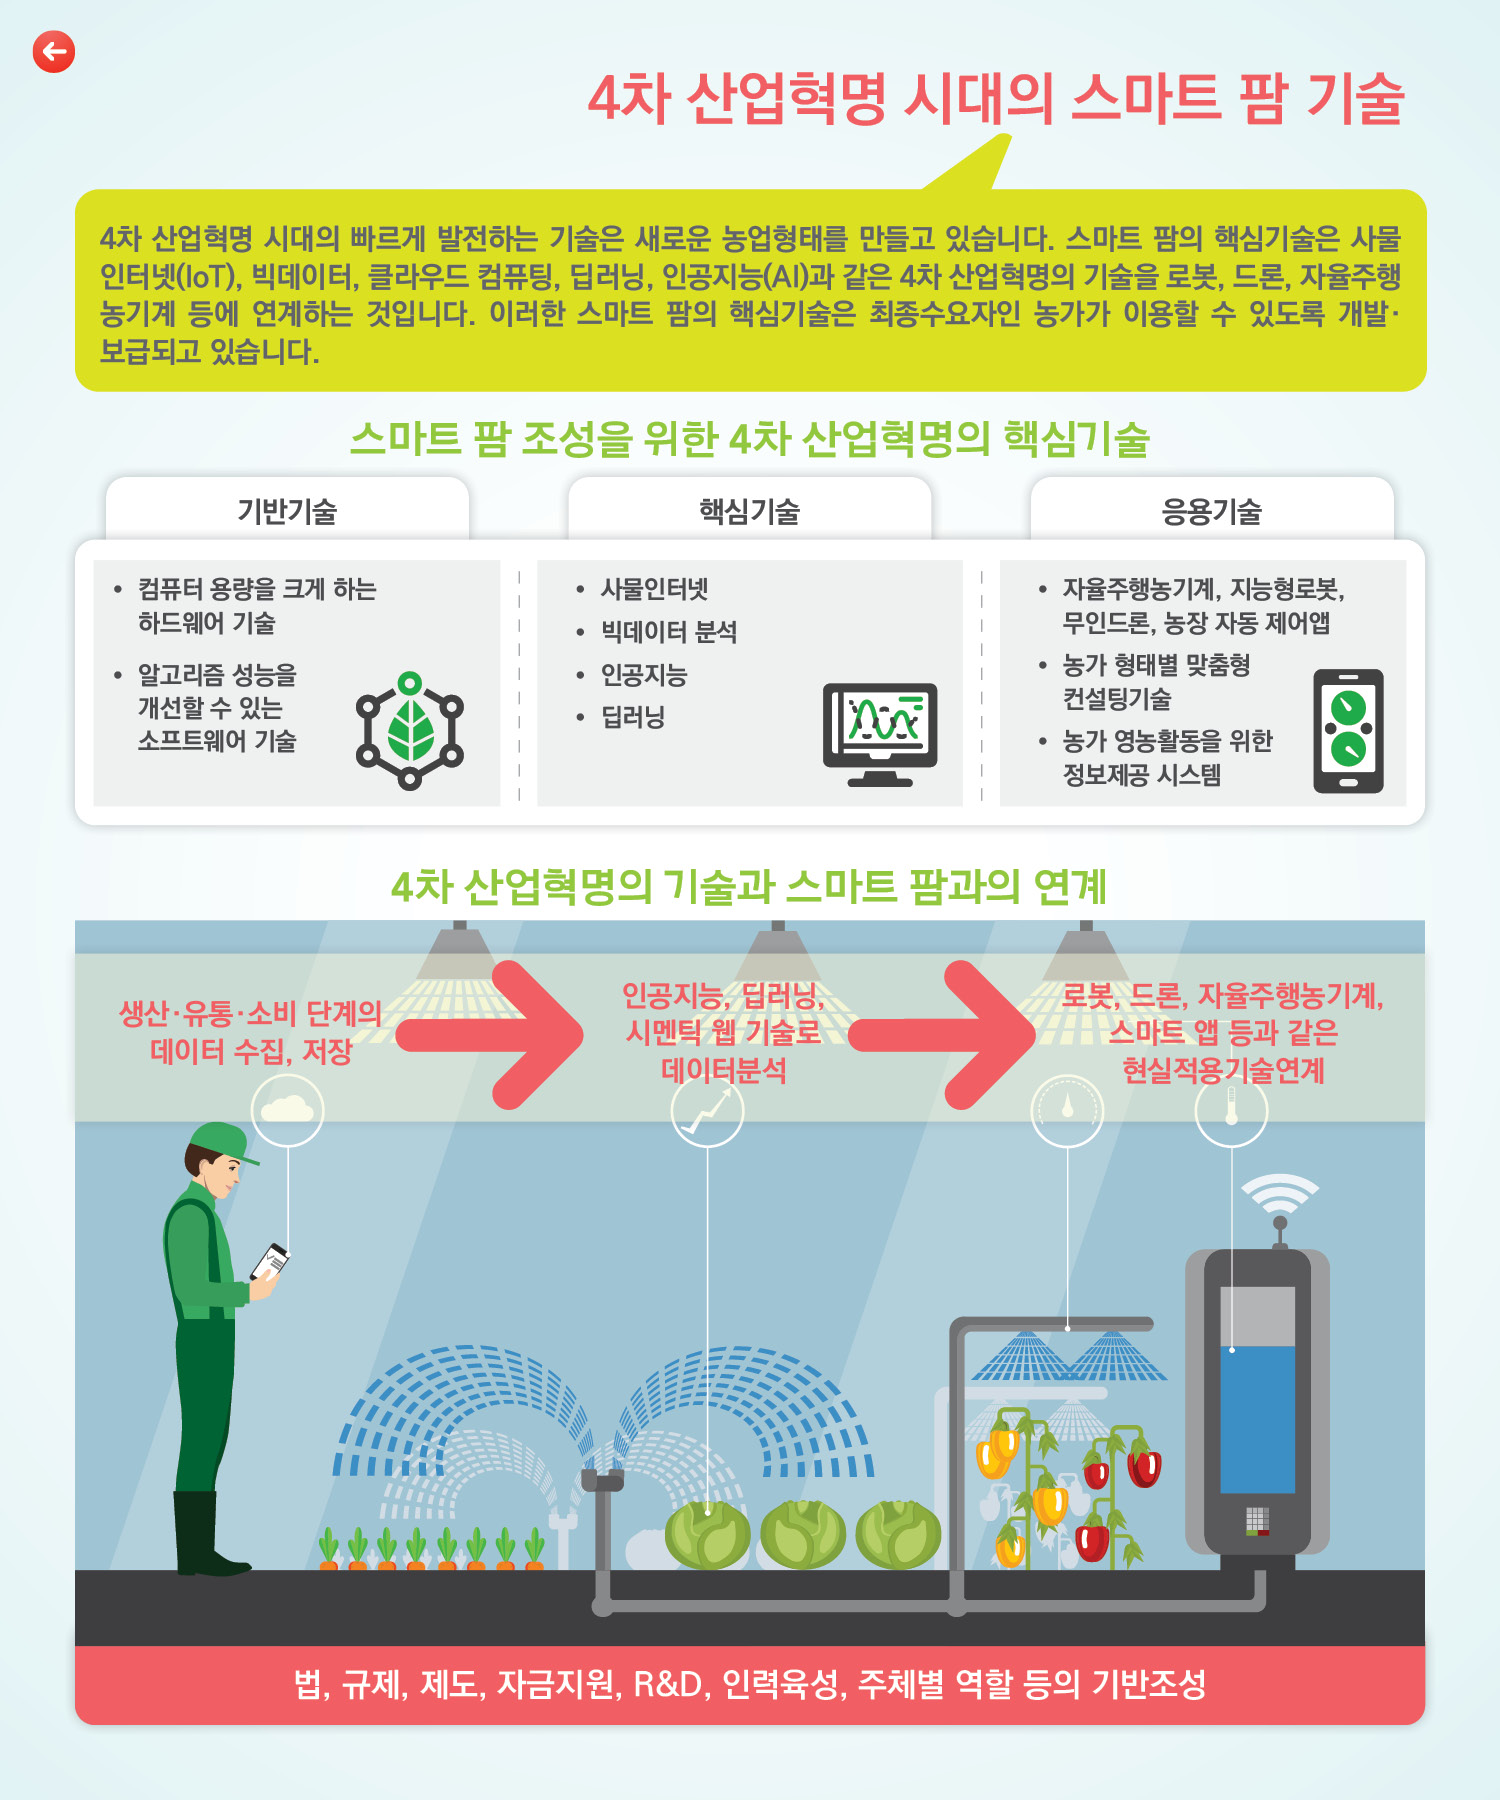 4차 산업혁명 시대의 스마트 팜 기술
4차 산업혁명 시대의 빠르게 발전하는 기술은 새로운 농업형태를 만들고 있습니다. 스마트 팜의 핵심기술은 사물
인터넷(IoT), 빅데이터, 클라우드 컴퓨팅, 딥러닝, 인공지능(AI)과 같은 4차 산업혁명의 기술을 로봇, 드론, 자율주행
농기계 등에 연계하는 것입니다. 이러한 스마트 팜의 핵심기술은 최종수요자인 농가가 이용할 수 있도록 개발·
보급되고 있습니다.
스마트 팜 조성을 위한 4차 산업혁명의 핵심기술
기반기술
• 컴퓨터 용량을 크게 하는
하드웨어 기술
• 알고리즘 성능을
개선할 수 있는
소프트웨어 기술
핵심기술
• 사물인터넷
• 빅데이터 분석
• 인공지능
• 딥러닝
응용기술
• 자율주행농기계, 지능형로봇,
무인드론, 농장 자동 제어앱
• 농가 형태별 맞춤형
컨설팅기술
• 농가 영농활동을 위한
정보제공 시스템
4차 산업혁명의 기술과 스마트 팜과의 연계
생산·유통·소비 단계의
데이터 수집, 저장
인공지능, 딥러닝,
시멘틱 웹 기술로
데이터분석
로봇, 드론, 자율주행농기계,
스마트 앱 등과 같은
현실적용기술연계
법, 규제, 제도, 자금지원, R&D, 인력육성, 주체별 역할 등의 기반조성